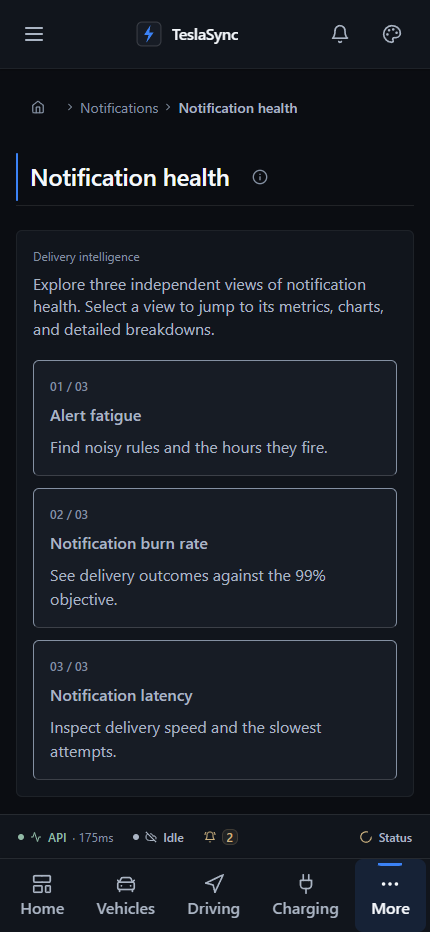 TeslaSync
Notifications > Notification health
Notification health
Delivery intelligence
Explore three independent views of notification
health. Select a view to jump to its metrics, charts,
and detailed breakdowns.
01 / 03
Alert fatigue
Find noisy rules and the hours they fire.
02 / 03
Notification burn rate
See delivery outcomes against the 99%
objective.
03 / 03
Notification latency
Inspect delivery speed and the slowest
attempts.
API · 175ms Idle 2 Status
Home Vehicles Driving Charging More